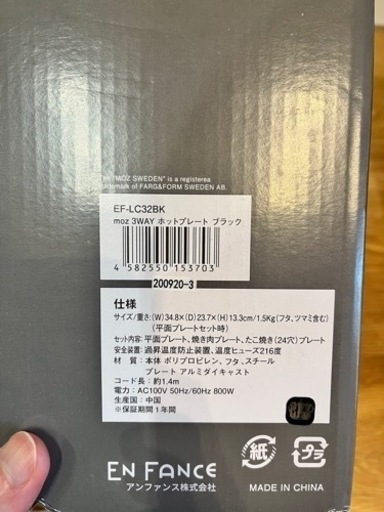 "MOZ SWEDEN" is a registerea
trademark of FARG&FORM SWEDEN AB.
EF-LC32BK
moz 3WAY ホットプレート ブラック
4 582550 153703
200920-3
仕様
サイズ/重さ:(W)34.8×(D)23.7×(H)13.3cm/1.5Kg(フタ、ツマミ含む)
(平面プレートセット時)
セット内容:平面プレート、焼き肉プレート、たこ焼き(24穴)プレート
安全装置:過昇温度防止装置、温度ヒューズ216度
材 質:本体 ポリプロピレン、フタ、スチール
プレート アルミダイキャスト
コード長:約1.4m
電力:AC100V 50Hz/60Hz 800W
生産国:中国
※保証期間1年間
紙
プラ
EN FANCE
アンファンス株式会社
MADE IN CHINA